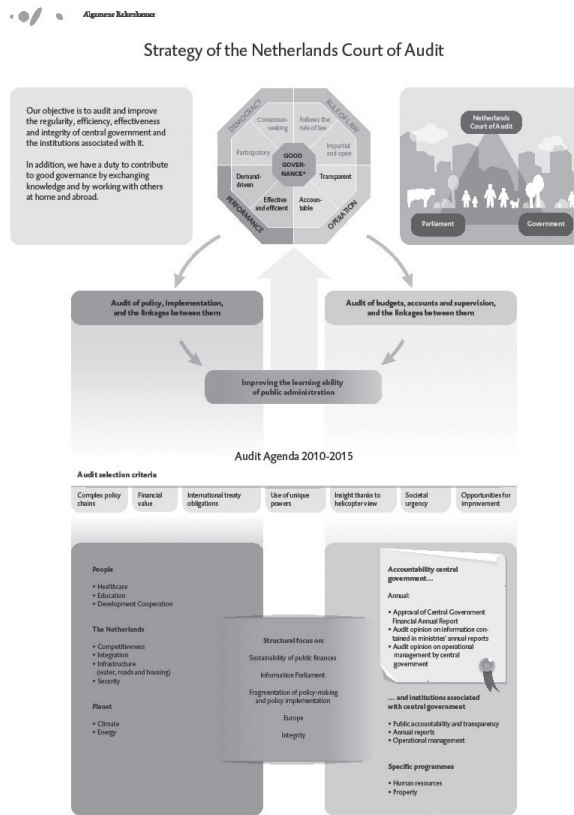 Algemene Rekenkamer
Strategy of the Netherlands Court of Audit
Our objective is to audit and improve
the regularity, efficiency, effectiveness
and integrity of central government and
the institutions associated with it.
In addition, we have a duty to contribute
to good governance by exchanging
knowledge and by working with others
at home and abroad.
DEMOCRACY
RULE OF LAW
Consensus-
seeking
Follows the
rule of law
Participatory
Impartial
and open
GOOD
GOVER-
NANCE*
Demand-
driven
Transparent
Effective
and efficient
Accoun-
table
PERFORMANCE
OPERATION
Netherlands
Court of Audit
Parliament
Government
Audit of policy, implementation,
and the linkages between them
Audit of budgets, accounts and supervision,
and the linkages between them
Improving the learning ability
of public administration
Audit Agenda 2010-2015
Audit selection criteria
Complex policy
chains
Financial
value
International treaty
obligations
Use of unique
powers
Insight thanks to
helicopter view
Societal
urgency
Opportunities for
improvement
People
• Healthcare
• Education
• Development Cooperation
The Netherlands
• Competitiveness
• Integration
• Infrastructure
(water, roads and housing)
• Security
Planet
• Climate
• Energy
Structural focus on:
Sustainability of public finances
Information Parliament
Fragmentation of policy-making
and policy implementation
Europe
Integrity
Accountability central
government...
Annual:
• Approval of Central Government
Financial Annual Report
• Audit opinion on information con-
tained in ministries' annual reports
• Audit opinion on operational
management by central
government
... and institutions associated
with central government
• Public accountability and transparency
• Annual reports
• Operational management
Specific programmes
• Human resources
• Property